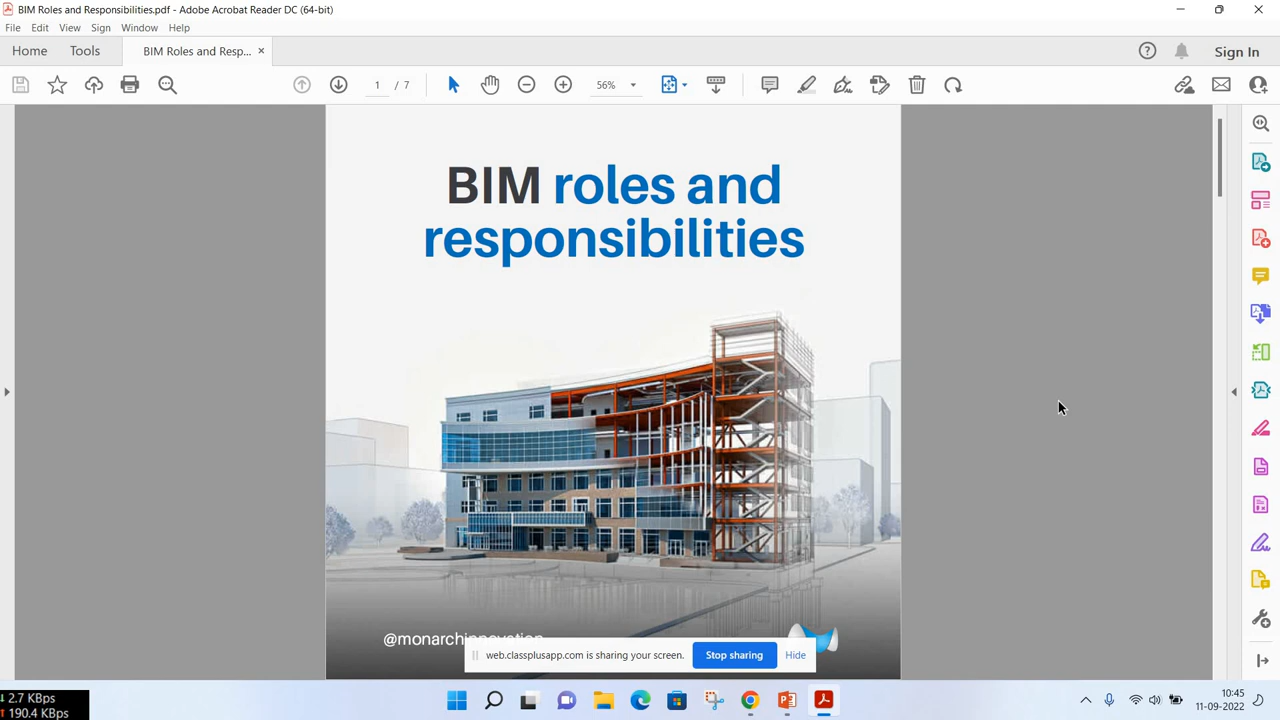 BIM Roles and Responsibilities.pdf - Adobe Acrobat Reader DC (64-bit)
File Edit View Sign Window Help
Home Tools BIM Roles and Resp... × Sign In
1 / 7 56%
BIM roles and
responsibilities
@monarchinnovation
web.classplusapp.com is sharing your screen. Stop sharing Hide
2.7 KBps
190.4 KBps
10:45
11-09-2022